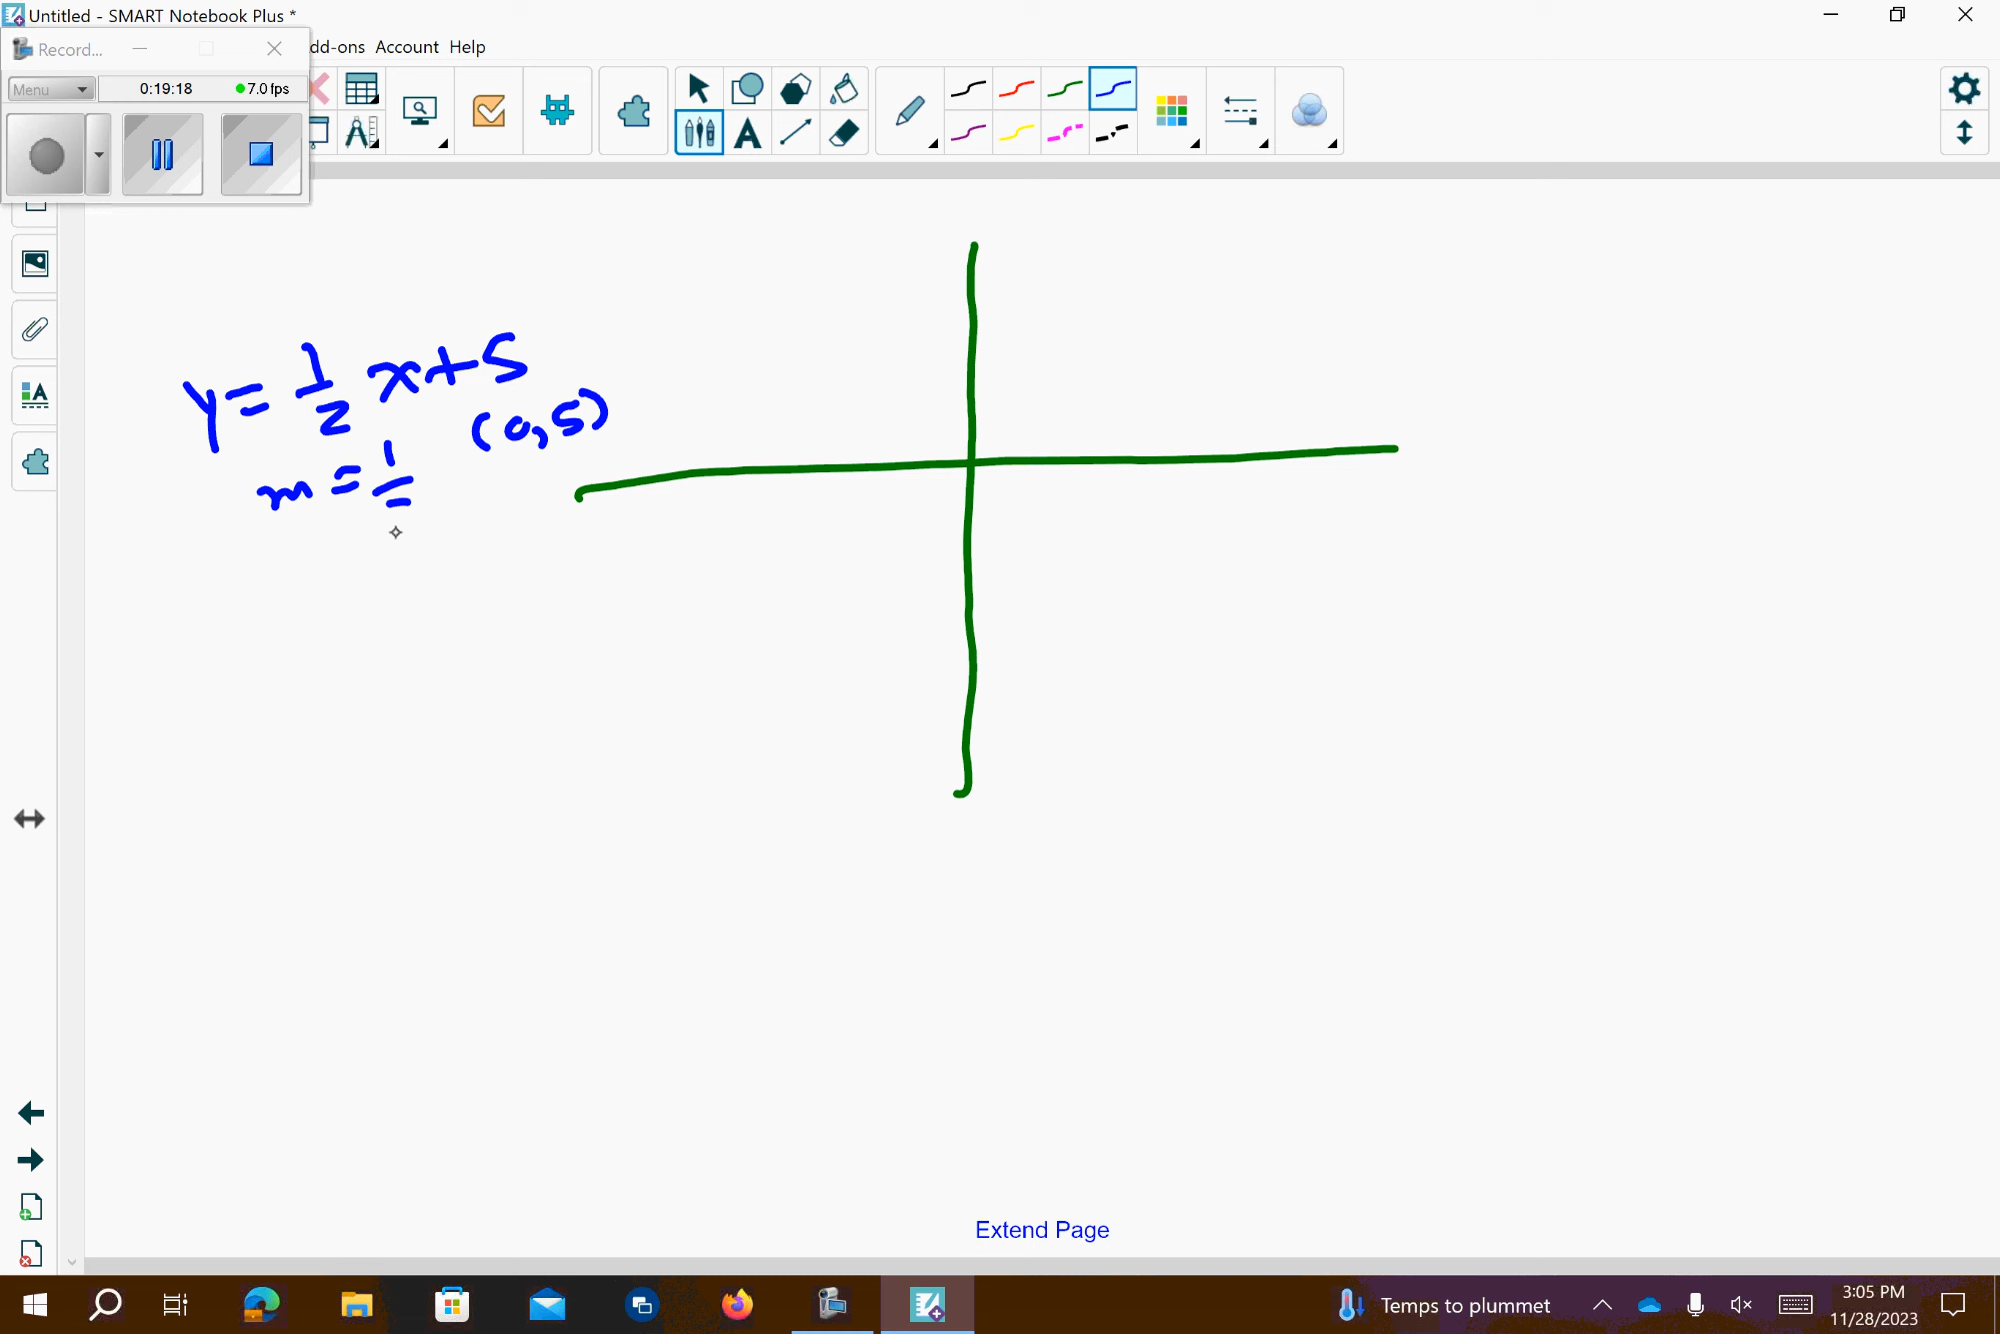 Untitled - SMART Notebook Plus *
Record...
dd-ons Account Help
Menu 0:19:18 7.0 fps
y = 1/2 x + 5
(0,5)
m = 1/
Extend Page
Temps to plummet
3:05 PM
11/28/2023